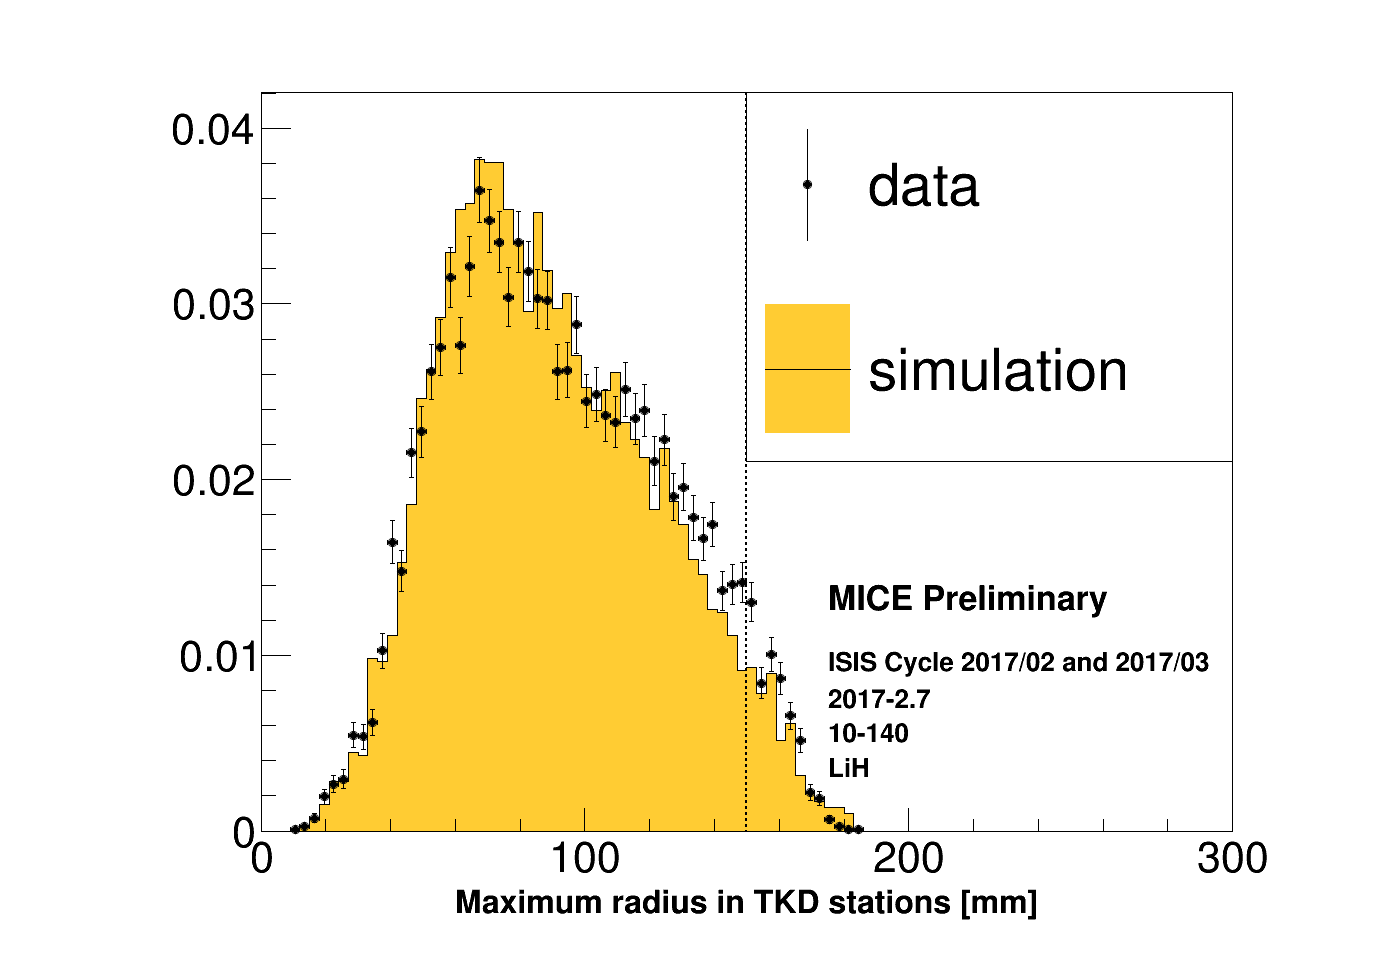 0.04
0.03
0.02
0.01
0
0
100
200
300
Maximum radius in TKD stations [mm]
data
simulation
MICE Preliminary
ISIS Cycle 2017/02 and 2017/03
2017-2.7
10-140
LiH